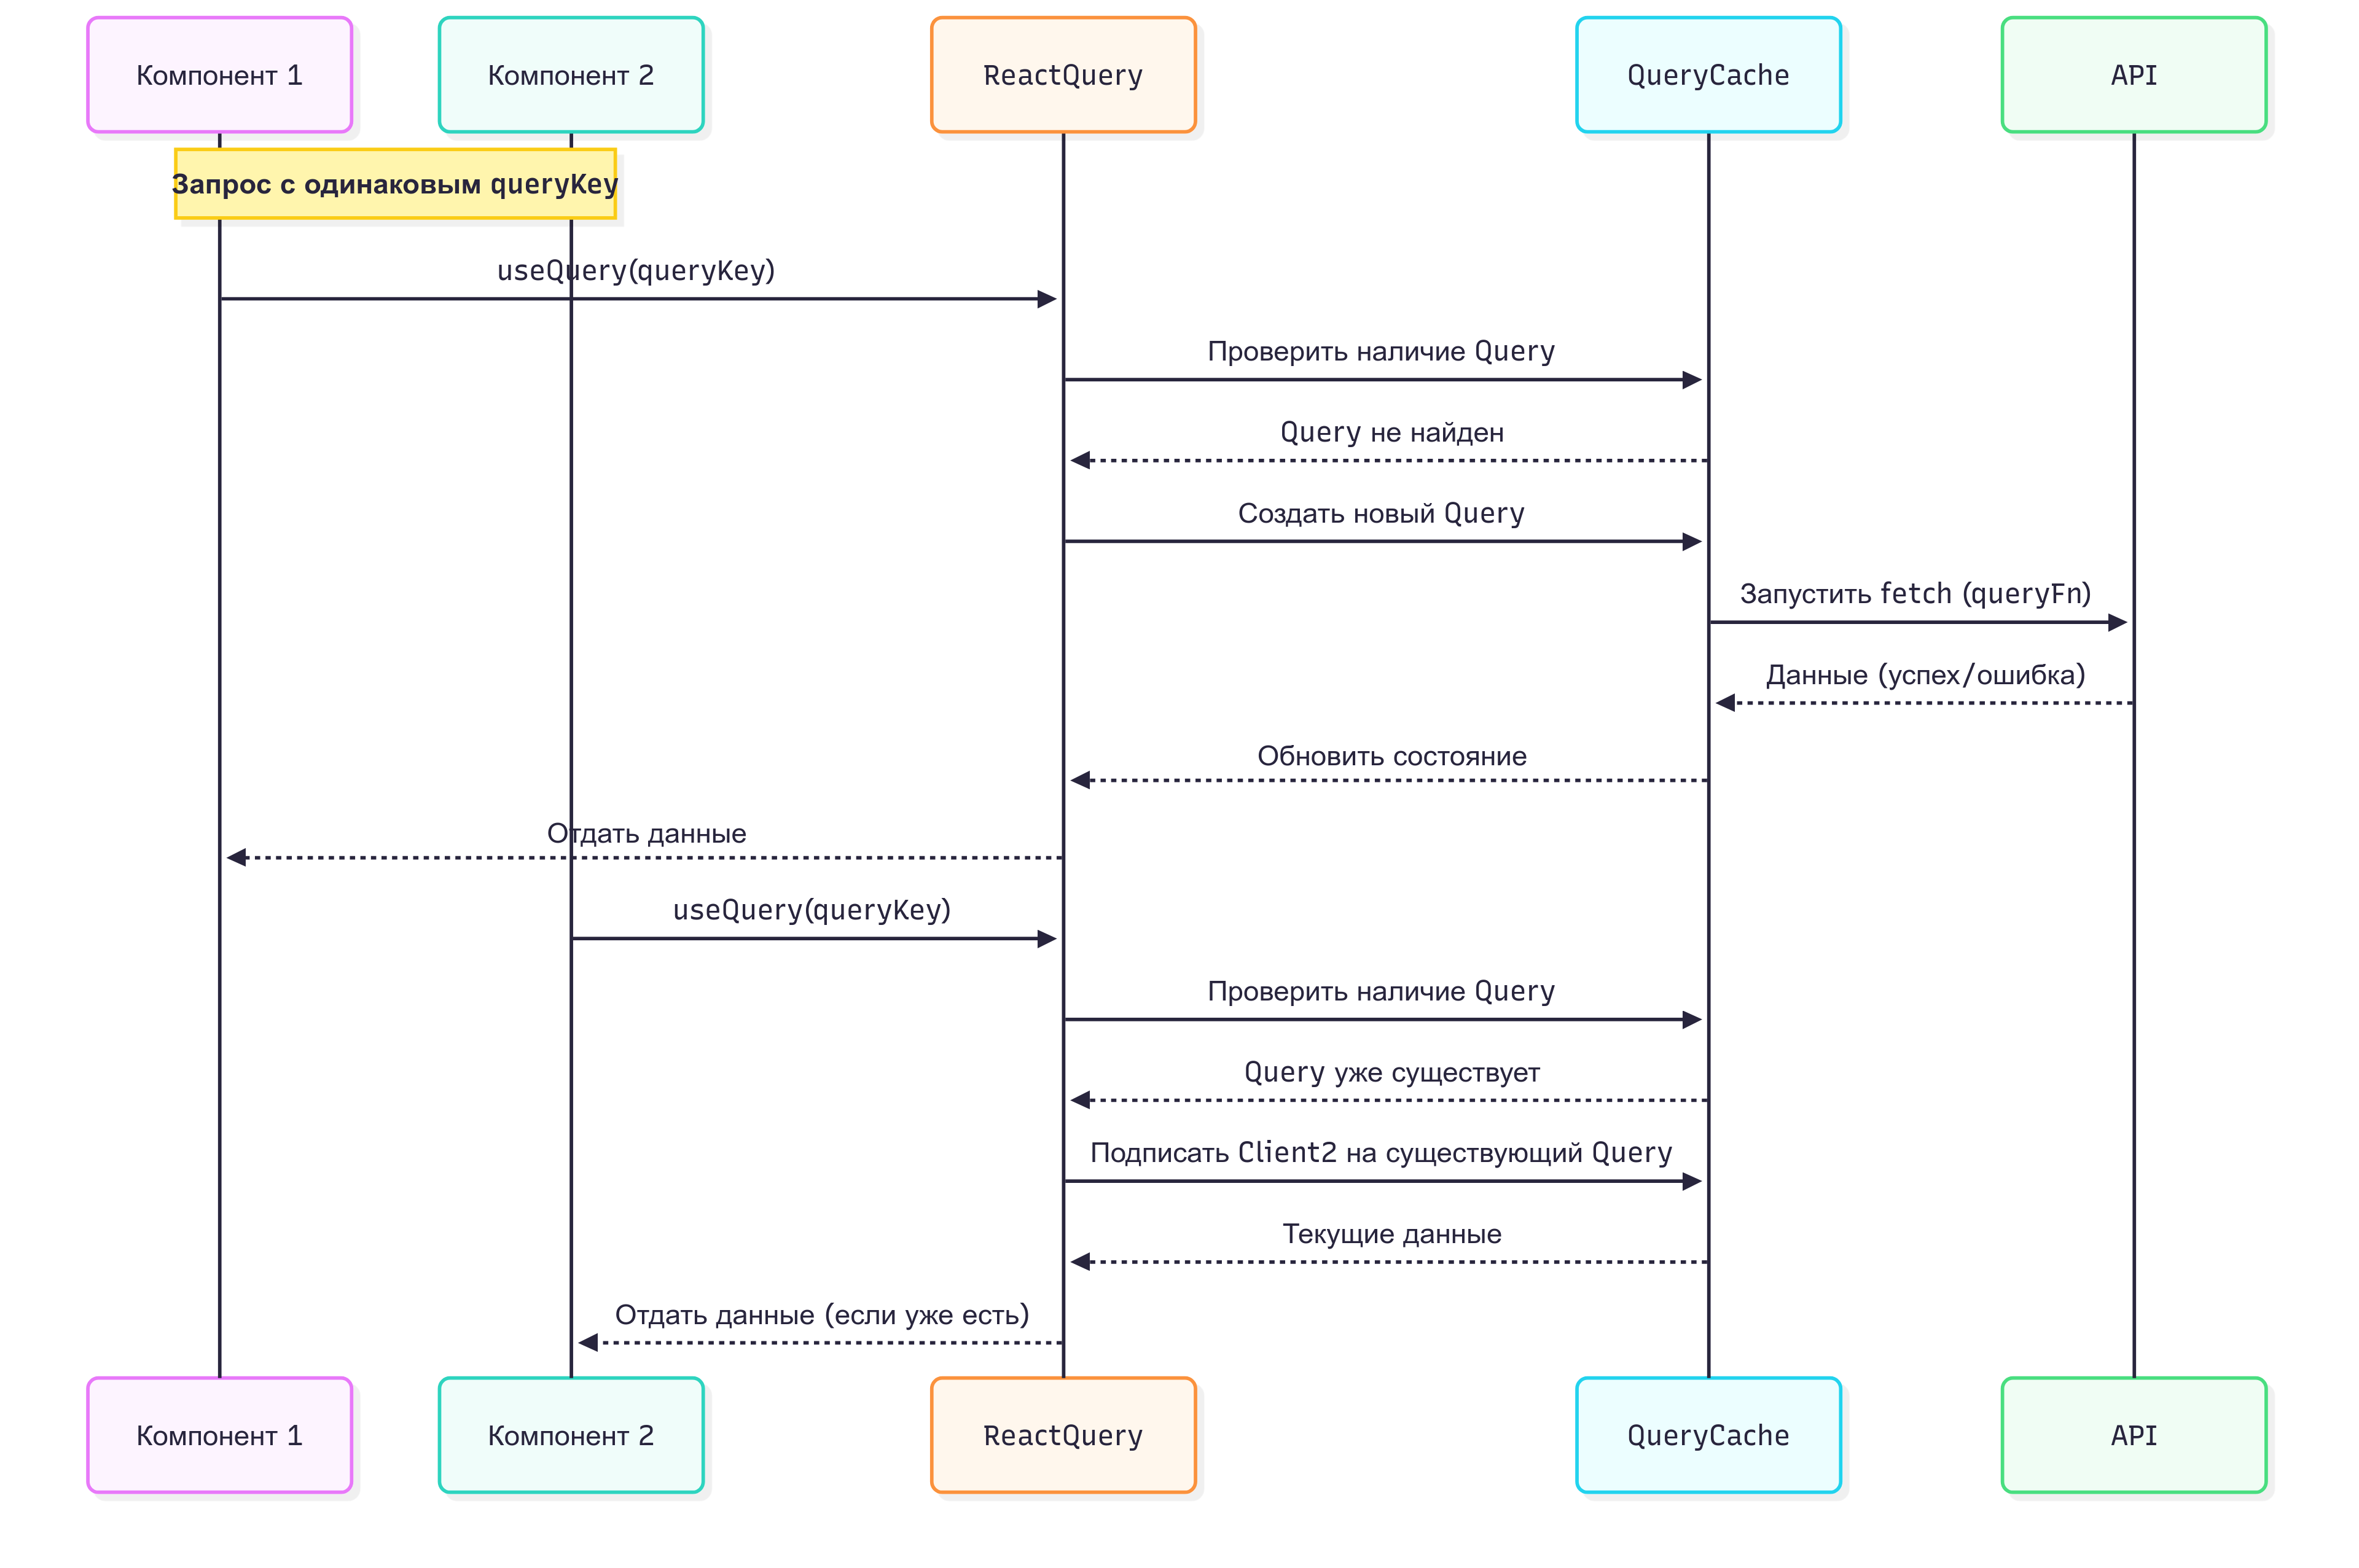 Компонент 1
Компонент 2
ReactQuery
QueryCache
API
Запрос с одинаковым queryKey
useQuery(queryKey)
Проверить наличие Query
Query не найден
Создать новый Query
Запустить fetch (queryFn)
Данные (успех/ошибка)
Обновить состояние
Отдать данные
useQuery(queryKey)
Проверить наличие Query
Query уже существует
Подписать Client2 на существующий Query
Текущие данные
Отдать данные (если уже есть)
Компонент 1
Компонент 2
ReactQuery
QueryCache
API